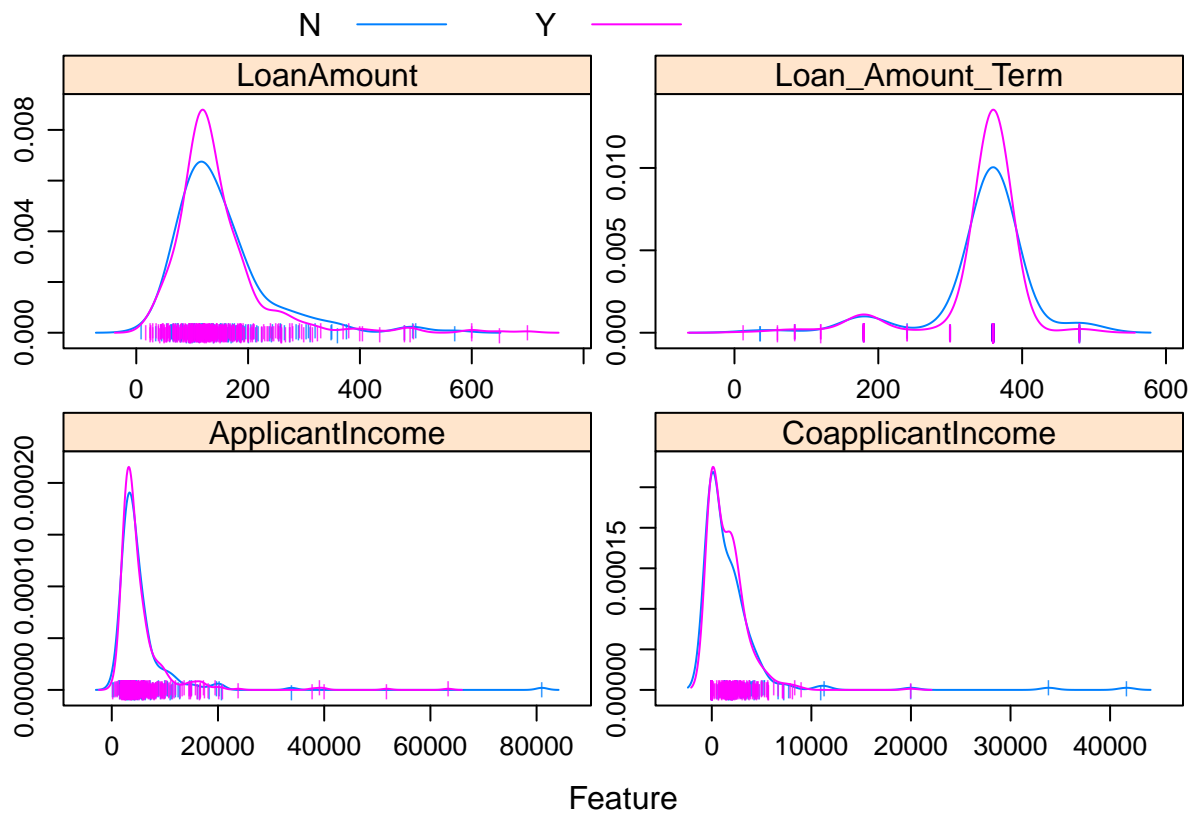 N Y
LoanAmount
0.000 0.004 0.008
0 200 400 600
Loan_Amount_Term
0.000 0.005 0.010
0 200 400 600
ApplicantIncome
0.00000 0.00010 0.00020
0 20000 40000 60000 80000
CoapplicantIncome
0.00000 0.00015
0 10000 20000 30000 40000
Feature